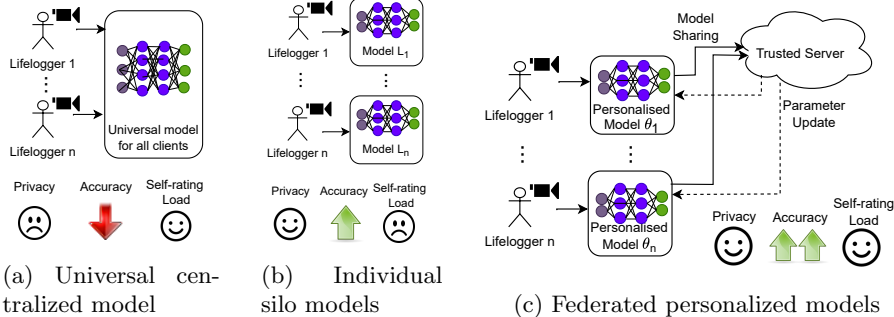 Lifelogger 1
Lifelogger n
Universal model
for all clients
Privacy
Accuracy
Self-rating
Load
(a) Universal cen-
tralized model
Lifelogger 1
Model L1
Lifelogger n
Model Ln
Privacy
Accuracy
Self-rating
Load
(b) Individual
silo models
Model
Sharing
Trusted Server
Lifelogger 1
Personalised
Model θ1
Parameter
Update
Lifelogger n
Personalised
Model θn
Privacy
Accuracy
Self-rating
Load
(c) Federated personalized models